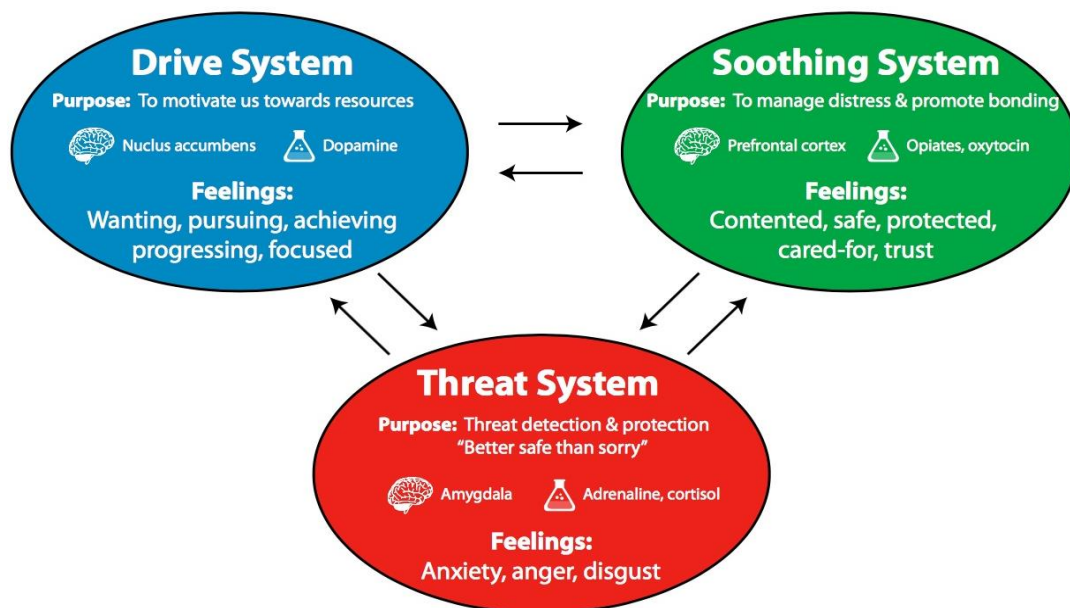 Drive System
Purpose: To motivate us towards resources
Nuclus accumbens
Dopamine
Feelings:
Wanting, pursuing, achieving
progressing, focused
Soothing System
Purpose: To manage distress & promote bonding
Prefrontal cortex
Opiates, oxytocin
Feelings:
Contented, safe, protected,
cared-for, trust
Threat System
Purpose: Threat detection & protection
“Better safe than sorry”
Amygdala
Adrenaline, cortisol
Feelings:
Anxiety, anger, disgust